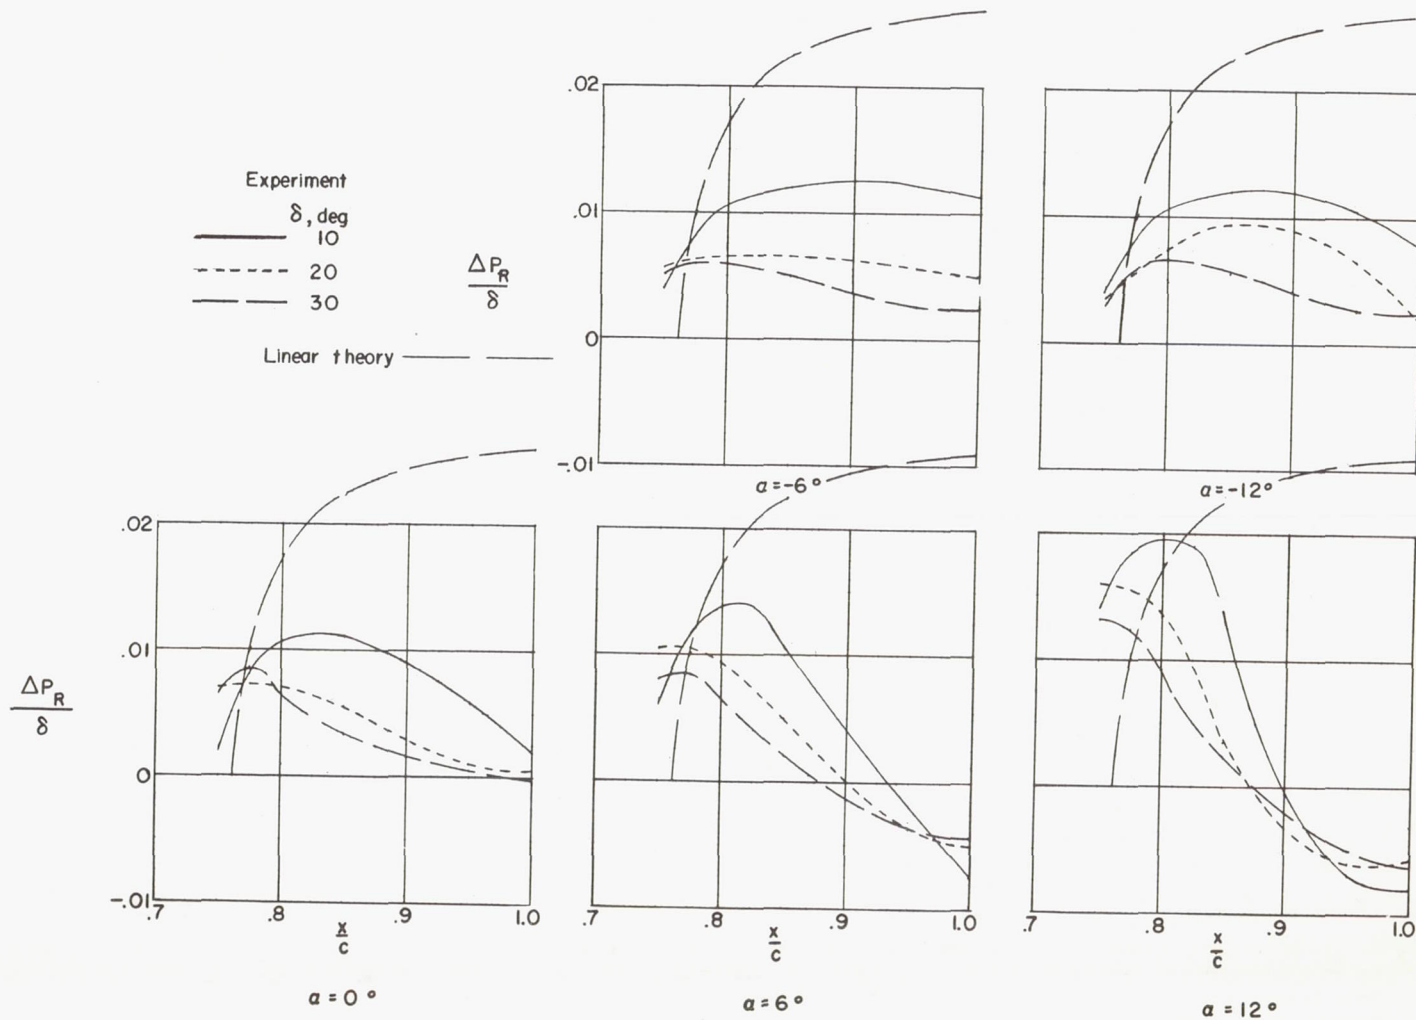 .02
Experiment
δ, deg
10
20
30
.01
ΔP_R
δ
0
Linear theory
-.01
α=-6°
α=-12°
.02
.01
ΔP_R
δ
0
-.01
.7 .8 .9 1.0
x
c
α = 0°
.7 .8 .9 1.0
x
c
α = 6°
.7 .8 .9 1.0
x
c
α = 12°